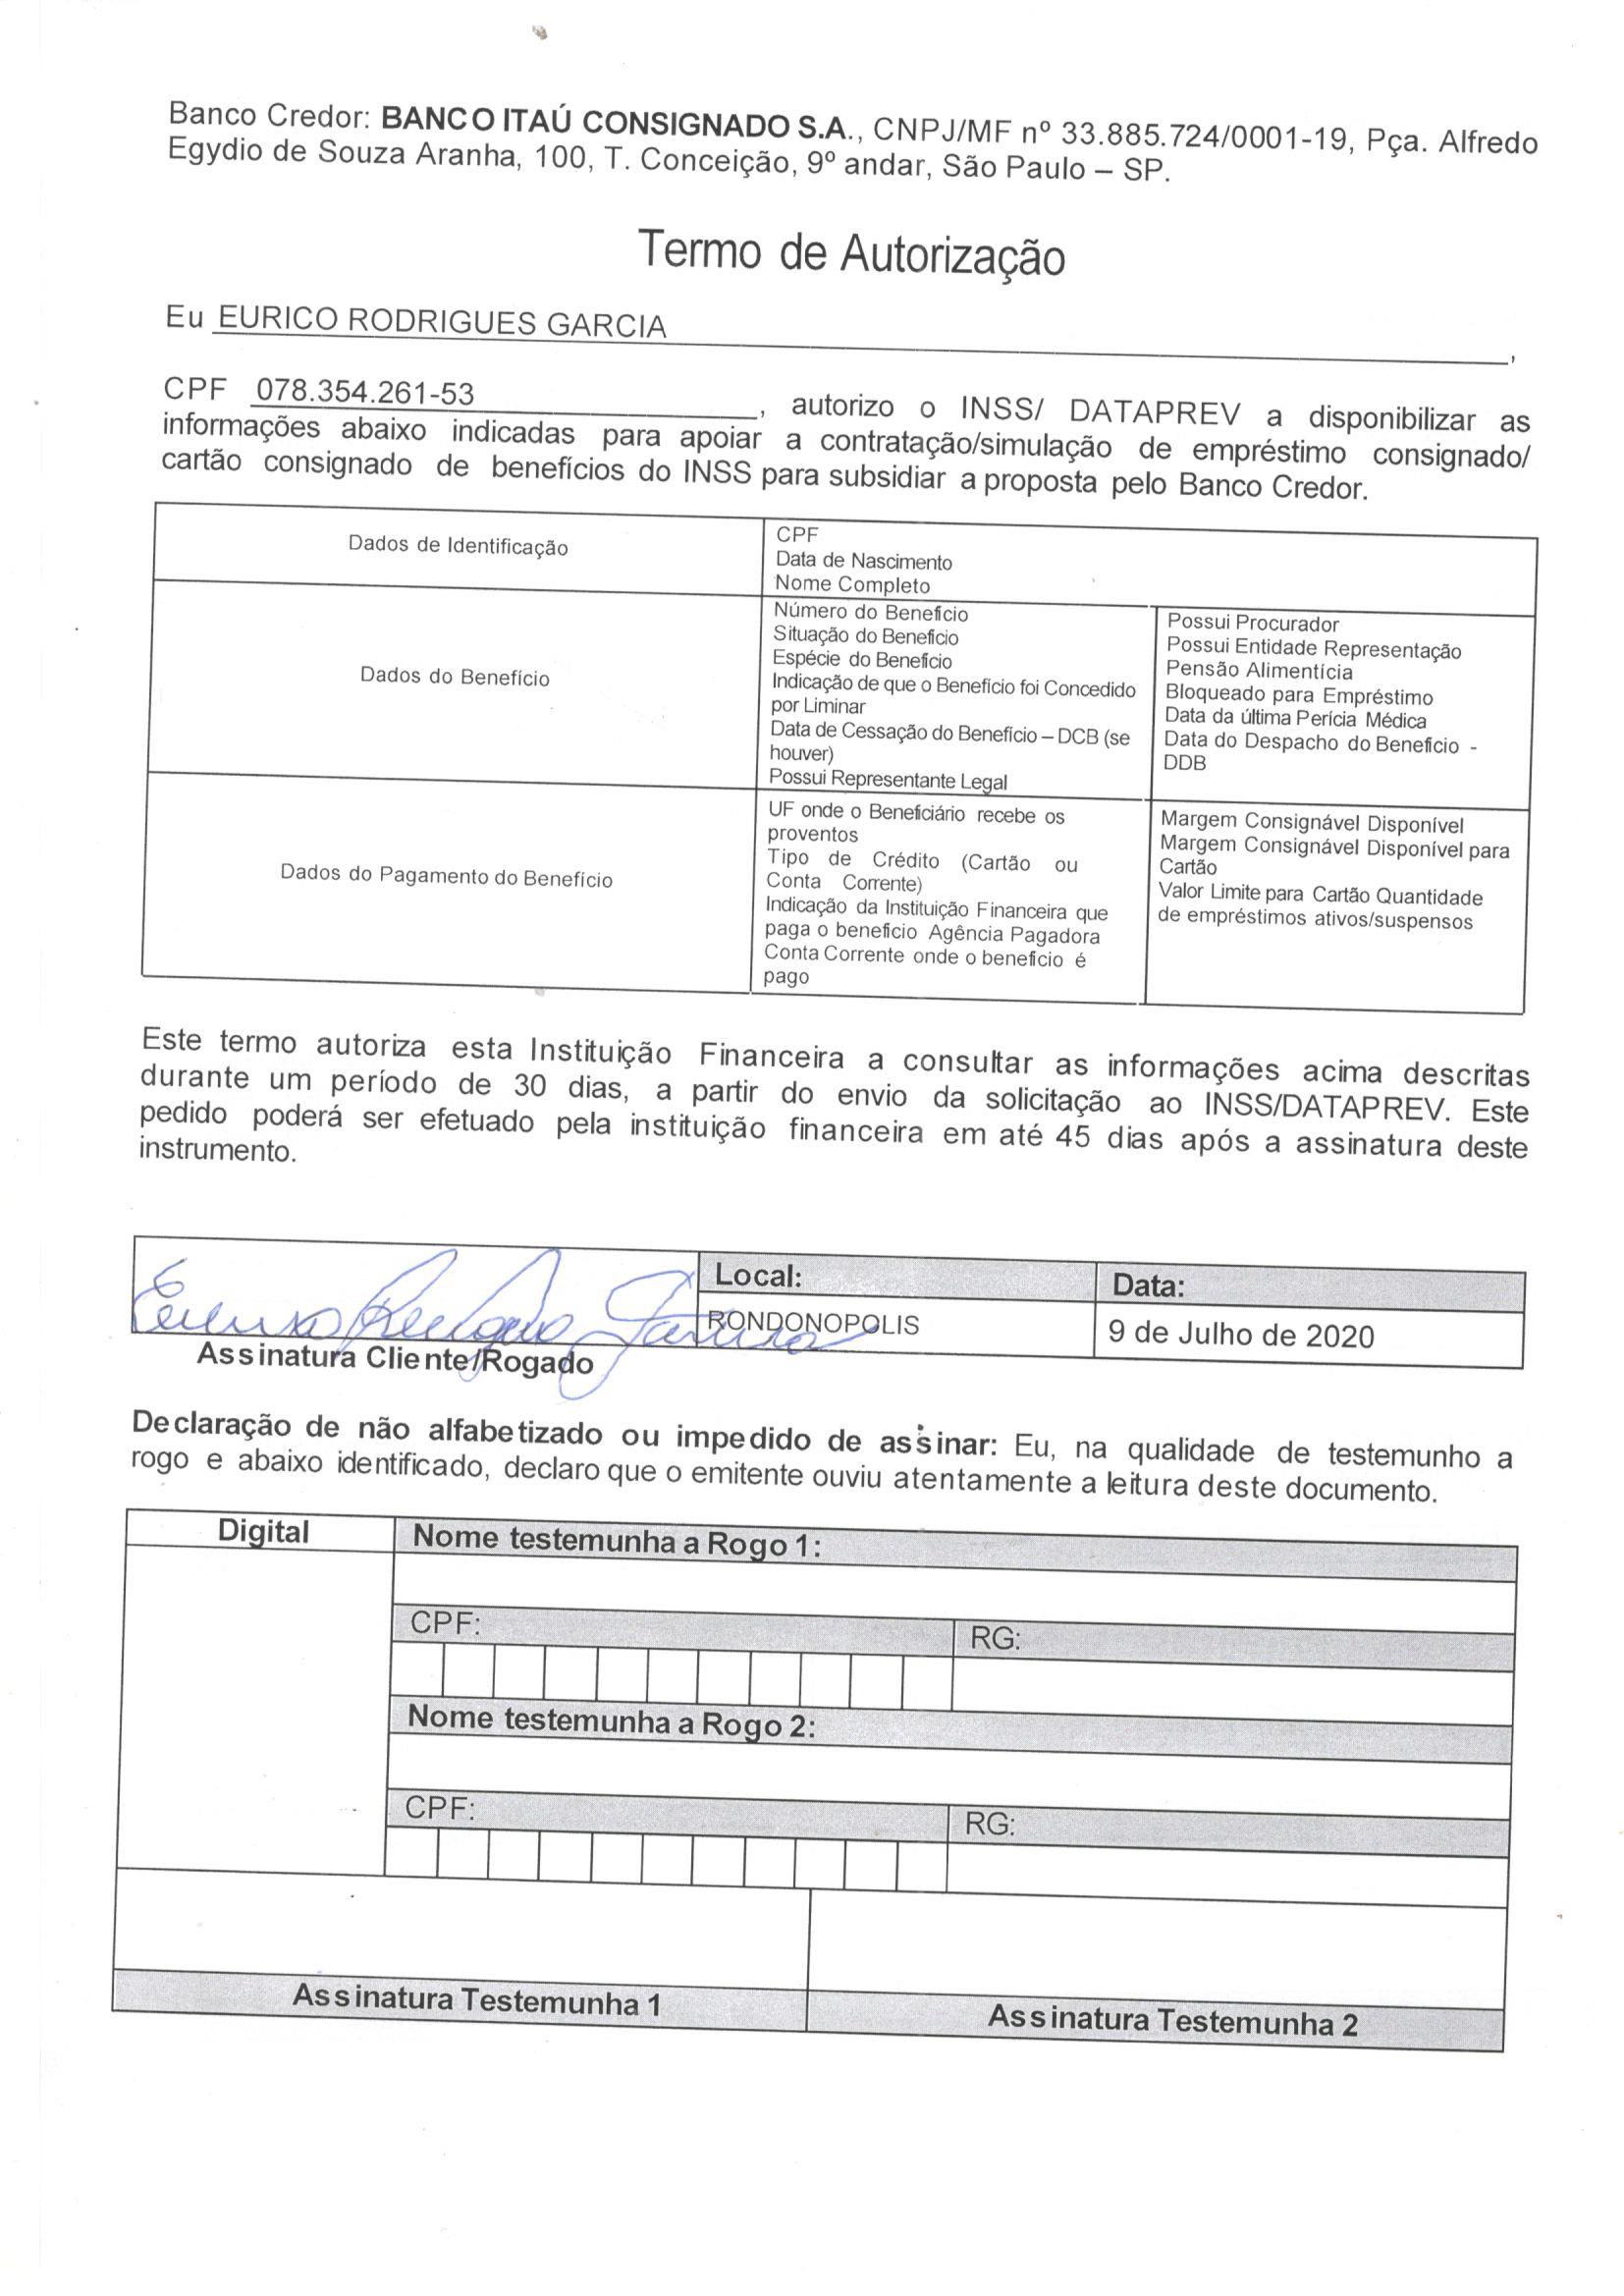 Banco Credor: BANCO ITAÚ CONSIGNADO S.A., CNPJ/MF nº 33.885.724/0001-19, Pça. Alfredo
Egydio de Souza Aranha, 100, T. Conceição, 9º andar, São Paulo – SP.
Termo de Autorização
Eu EURICO RODRIGUES GARCIA,
CPF 078.354.261-53, autorizo o INSS/ DATAPREV a disponibilizar as
informações abaixo indicadas para apoiar a contratação/simulação de empréstimo consignado/
cartão consignado de benefícios do INSS para subsidiar a proposta pelo Banco Credor.
Dados de Identificação
CPF
Data de Nascimento
Nome Completo
Dados do Benefício
Número do Benefício
Situação do Benefício
Espécie do Benefício
Indicação de que o Benefício foi Concedido
por Liminar
Data de Cessação do Benefício – DCB (se
houver)
Possui Representante Legal
Possui Procurador
Possui Entidade Representação
Pensão Alimentícia
Bloqueado para Empréstimo
Data da última Perícia Médica
Data do Despacho do Benefício -
DDB
Dados do Pagamento do Benefício
UF onde o Beneficiário recebe os
proventos
Tipo de Crédito (Cartão ou
Conta Corrente)
Indicação da Instituição Financeira que
paga o benefício Agência Pagadora
Conta Corrente onde o benefício é
pago
Margem Consignável Disponível
Margem Consignável Disponível para
Cartão
Valor Limite para Cartão Quantidade
de empréstimos ativos/suspensos
Este termo autoriza esta Instituição Financeira a consultar as informações acima descritas
durante um período de 30 dias, a partir do envio da solicitação ao INSS/DATAPREV. Este
pedido poderá ser efetuado pela instituição financeira em até 45 dias após a assinatura deste
instrumento.
Local:
Data:
RONDONOPOLIS
9 de Julho de 2020
Assinatura Cliente/Rogado
Declaração de não alfabetizado ou impedido de assinar: Eu, na qualidade de testemunho a
rogo e abaixo identificado, declaro que o emitente ouviu atentamente a leitura deste documento.
Digital
Nome testemunha a Rogo 1:
CPF:
RG:
Nome testemunha a Rogo 2:
CPF:
RG:
Assinatura Testemunha 1
Assinatura Testemunha 2